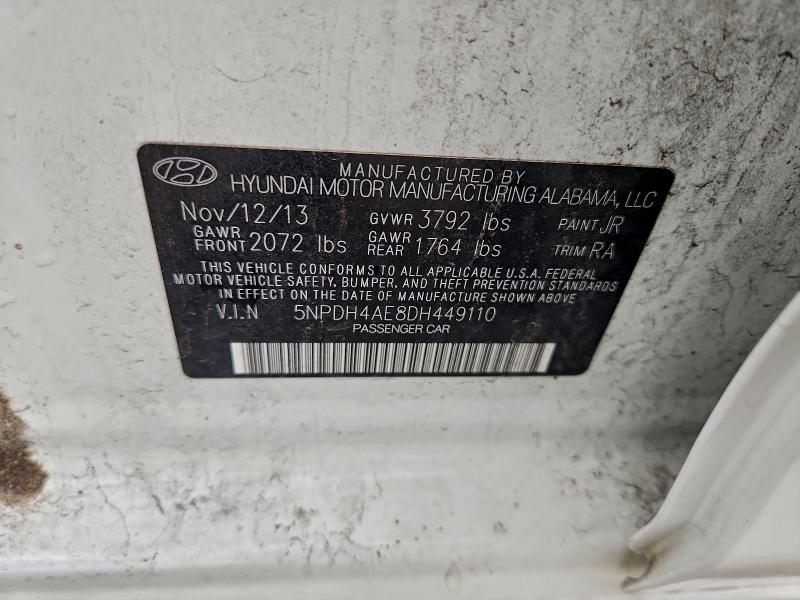 MANUFACTURED BY
HYUNDAI MOTOR MANUFACTURING ALABAMA, LLC
Nov/12/13 GVWR 3792 lbs PAINT JR
GAWR FRONT 2072 lbs GAWR REAR 1764 lbs TRIM RA
THIS VEHICLE CONFORMS TO ALL APPLICABLE U.S.A. FEDERAL
MOTOR VEHICLE SAFETY, BUMPER, AND THEFT PREVENTION STANDARDS
IN EFFECT ON THE DATE OF MANUFACTURE SHOWN ABOVE
V.I.N 5NPDH4AE8DH449110
PASSENGER CAR